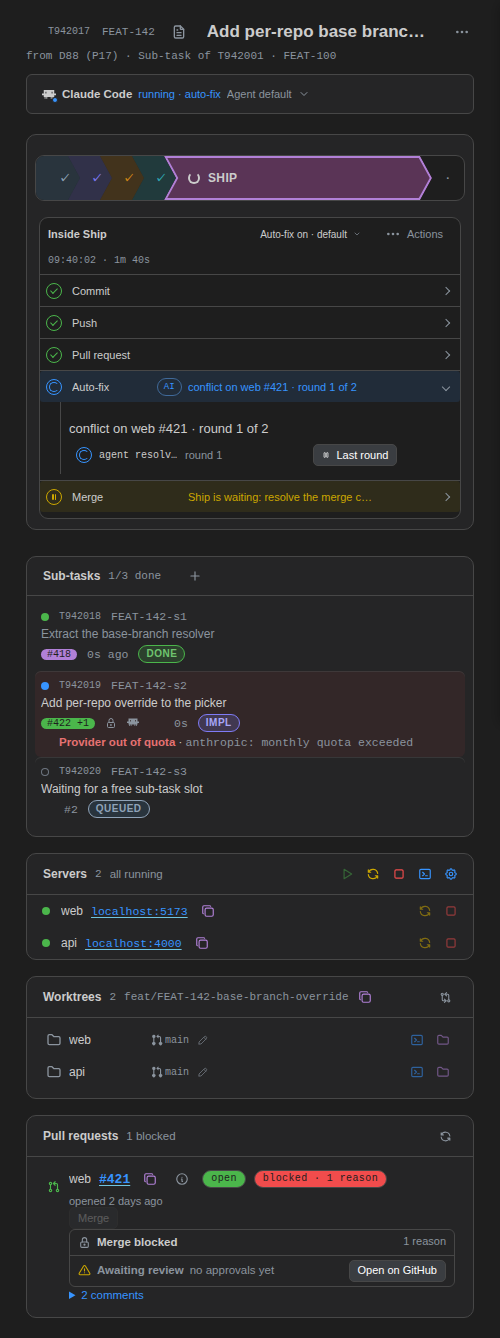 T942017 FEAT-142 Add per-repo base branc…
from D88 (P17) · Sub-task of T942001 · FEAT-100
Claude Code running · auto-fix Agent default
SHIP
Inside Ship Auto-fix on · default Actions
09:40:02 · 1m 40s
Commit
Push
Pull request
Auto-fix AI conflict on web #421 · round 1 of 2
conflict on web #421 · round 1 of 2
agent resolv… round 1 Last round
Merge Ship is waiting: resolve the merge c…
Sub-tasks 1/3 done
T942018 FEAT-142-s1
Extract the base-branch resolver
#418 0s ago DONE
T942019 FEAT-142-s2
Add per-repo override to the picker
#422 +1 0s IMPL
Provider out of quota · anthropic: monthly quota exceeded
T942020 FEAT-142-s3
Waiting for a free sub-task slot
#2 QUEUED
Servers 2 all running
web localhost:5173
api localhost:4000
Worktrees 2 feat/FEAT-142-base-branch-override
web main
api main
Pull requests 1 blocked
web #421 open blocked · 1 reason
opened 2 days ago
Merge
Merge blocked 1 reason
Awaiting review no approvals yet Open on GitHub
2 comments